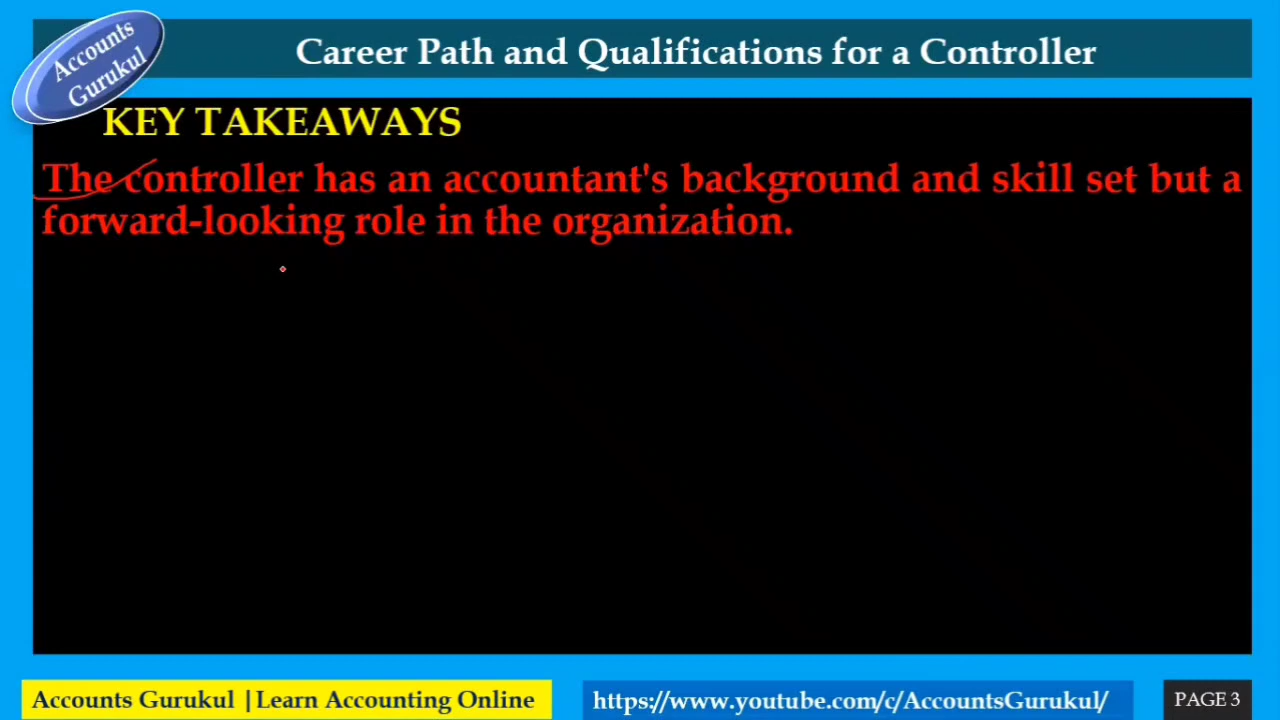 Accounts
Gurukul
Career Path and Qualifications for a Controller
KEY TAKEAWAYS
The controller has an accountant's background and skill set but a
forward-looking role in the organization.
Accounts Gurukul |Learn Accounting Online
https://www.youtube.com/c/AccountsGurukul/
PAGE 3